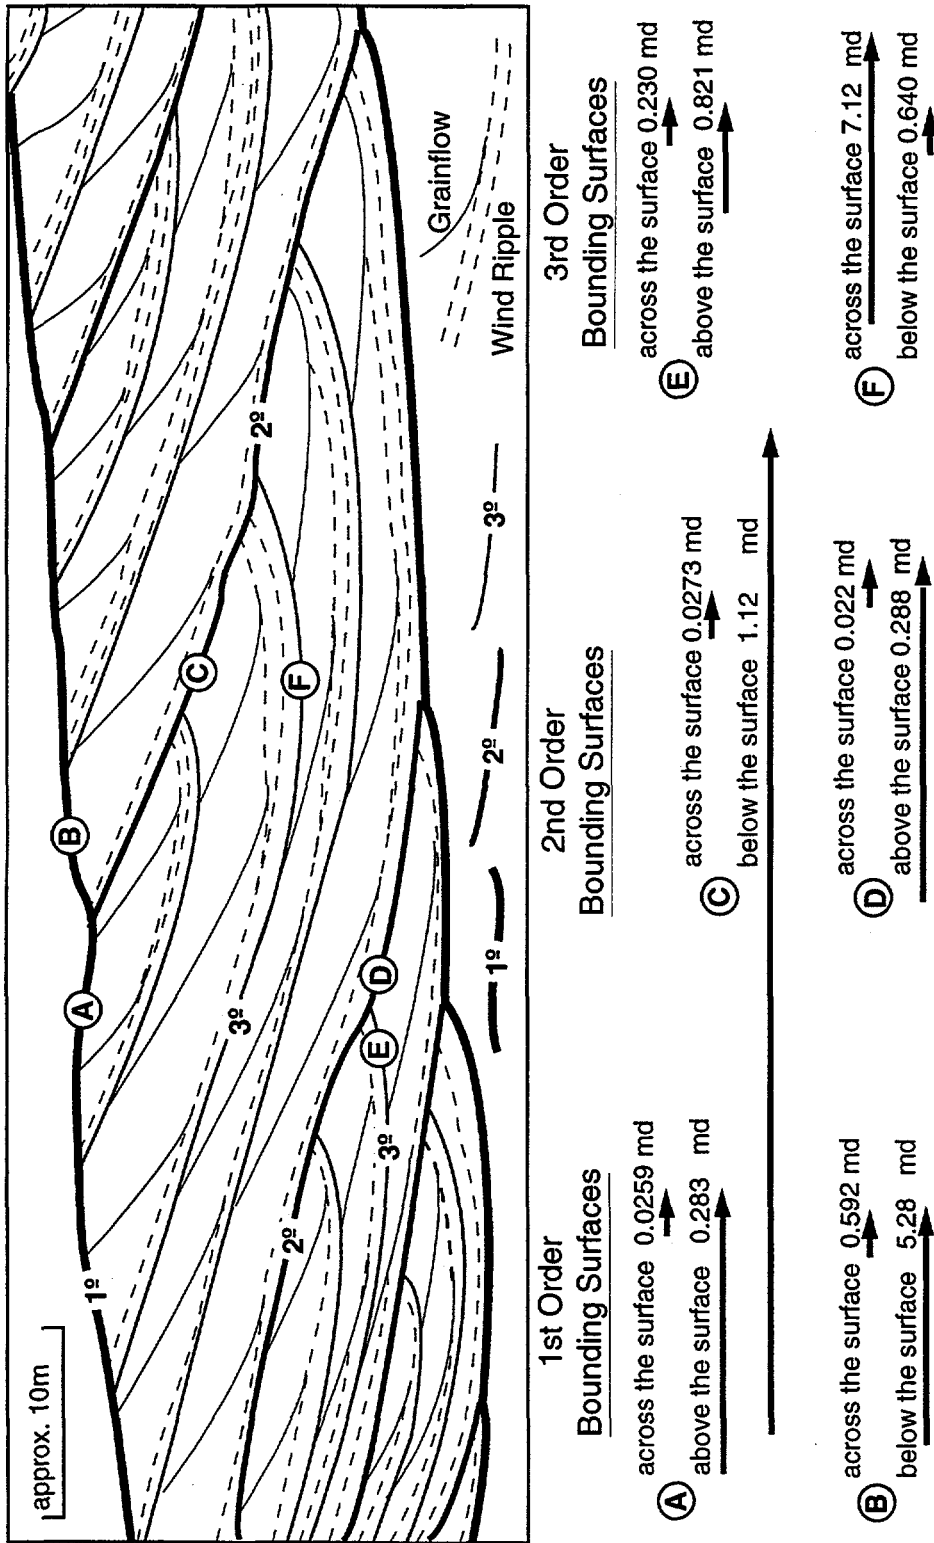 approx. 10m
1º
A
B
2º
3º
C
2º
3º
E
D
F
Grainflow
Wind Ripple
1º
2º
3º
1st Order
Bounding Surfaces
A
across the surface 0.0259 md
above the surface 0.283 md
B
across the surface 0.592 md
below the surface 5.28 md
2nd Order
Bounding Surfaces
C
across the surface 0.0273 md
below the surface 1.12 md
D
across the surface 0.022 md
above the surface 0.288 md
3rd Order
Bounding Surfaces
E
across the surface 0.230 md
above the surface 0.821 md
F
across the surface 7.12 md
below the surface 0.640 md